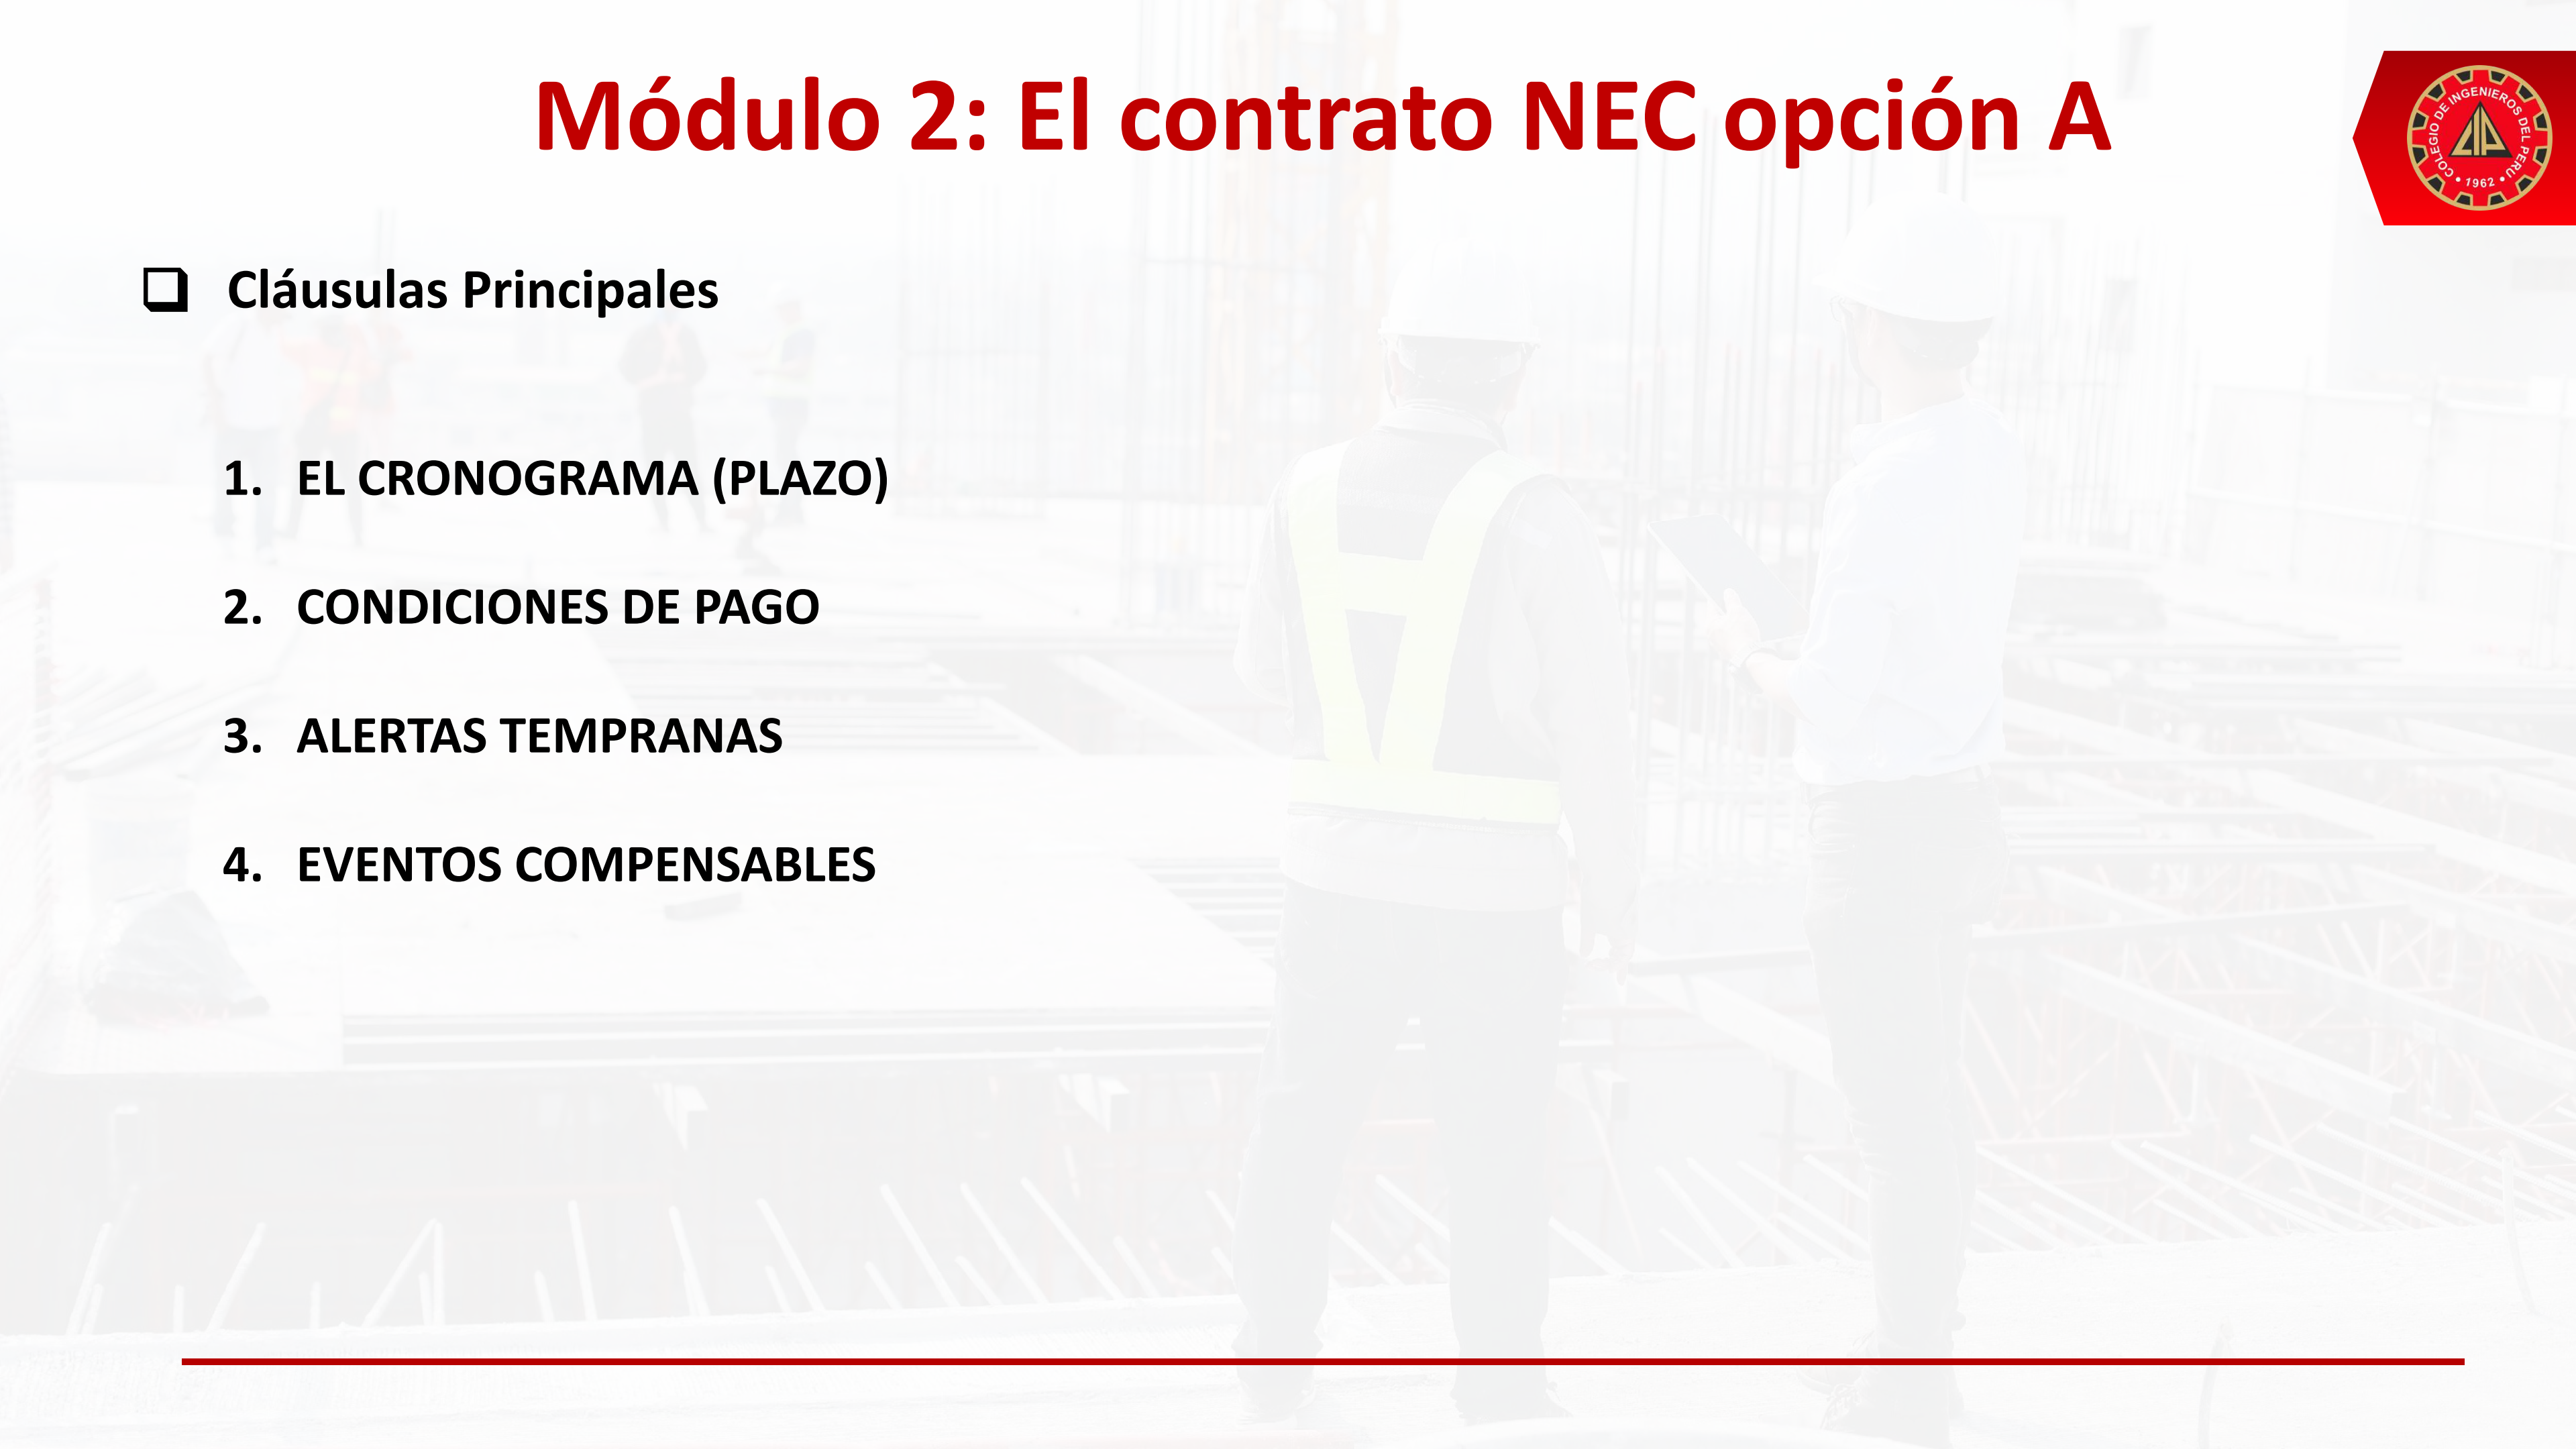 Módulo 2: El contrato NEC opción A
COLEGIO DE INGENIEROS DEL PERU
• 1962 •
CIP
Cláusulas Principales
1. EL CRONOGRAMA (PLAZO)
2. CONDICIONES DE PAGO
3. ALERTAS TEMPRANAS
4. EVENTOS COMPENSABLES